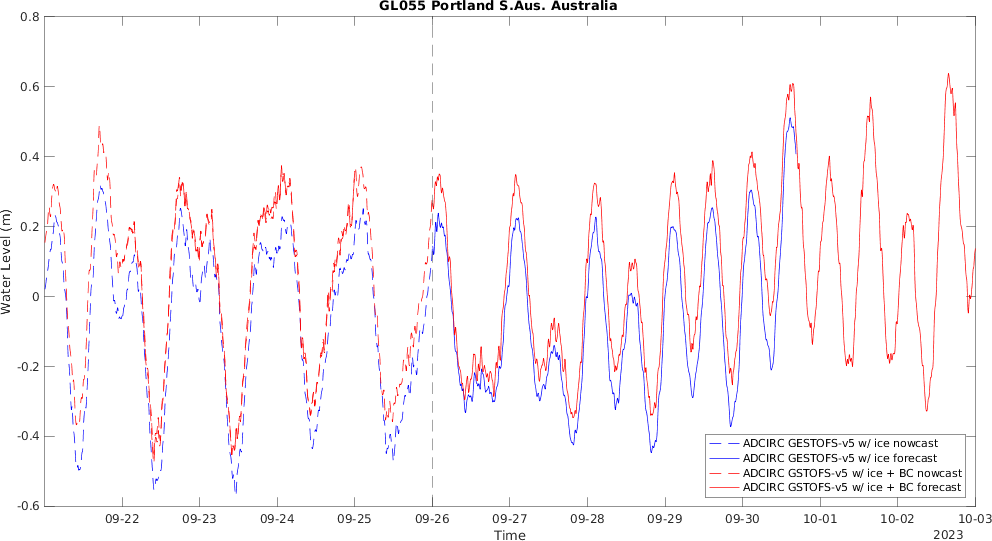 GL055 Portland S.Aus. Australia
0.8
0.6
0.4
0.2
0
-0.2
-0.4
-0.6
Water Level (m)
ADCIRC GESTOFS-v5 w/ ice nowcast
ADCIRC GESTOFS-v5 w/ ice forecast
ADCIRC GSTOFS-v5 w/ ice + BC nowcast
ADCIRC GSTOFS-v5 w/ ice + BC forecast
09-22 09-23 09-24 09-25 09-26 09-27 09-28 09-29 09-30 10-01 10-02 10-03
Time
2023